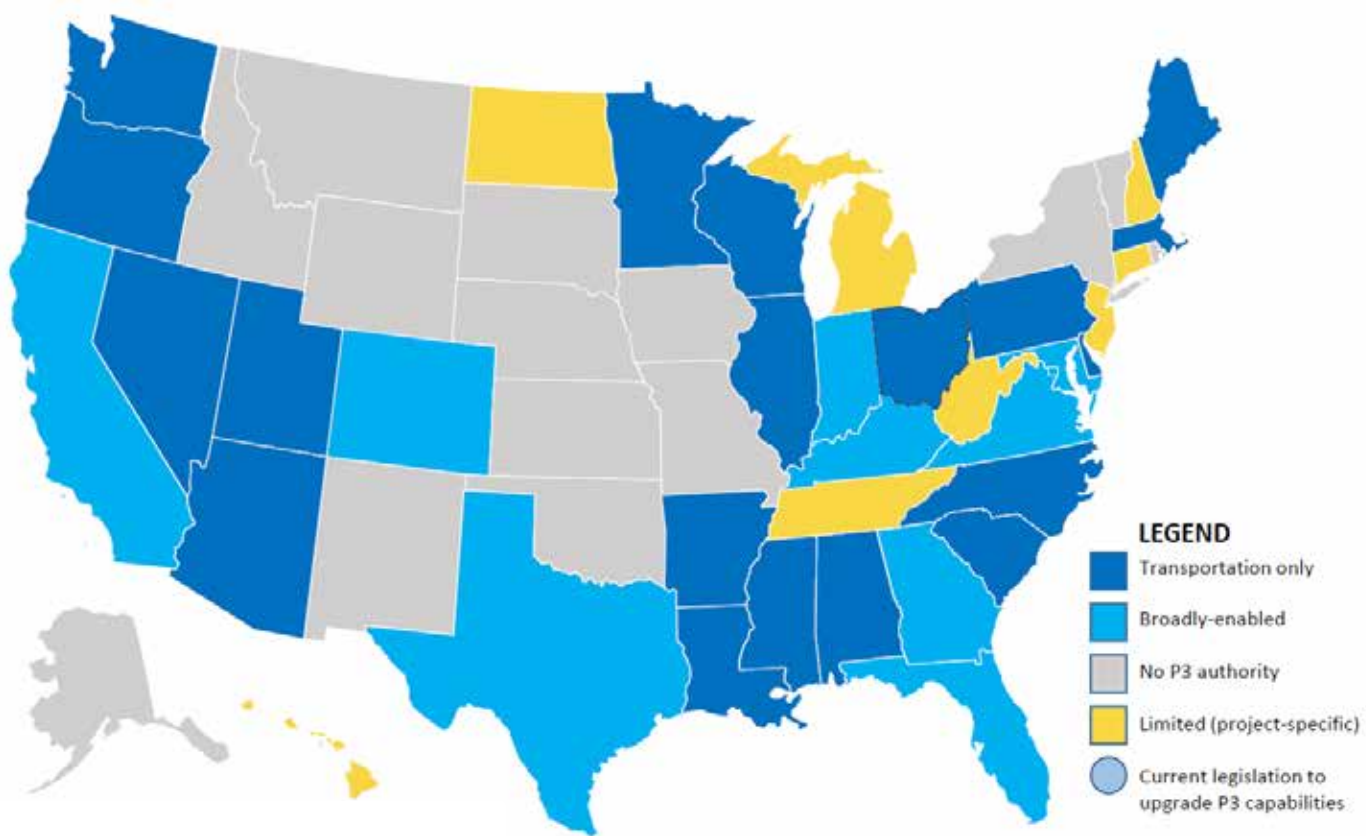 LEGEND
Transportation only
Broadly-enabled
No P3 authority
Limited (project-specific)
Current legislation to
upgrade P3 capabilities